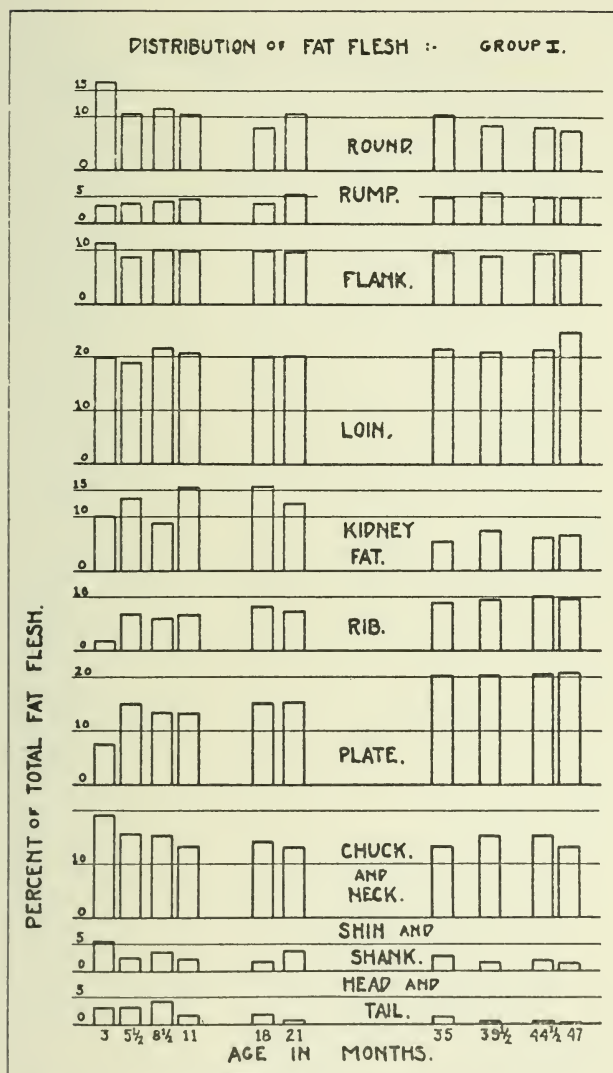 DISTRIBUTION OF FAT FLESH :- GROUP I.
15
10
0
ROUND.
5
0
RUMP.
10
0
FLANK.
20
10
0
LOIN.
15
10
0
KIDNEY
FAT.
10
0
RIB.
20
10
0
PLATE.
10
CHUCK.
AND
NECK.
SHIN AND
5
0
SHANK.
HEAD AND
5
0
TAIL.
3 5½ 8½ 11 18 21 35 39½ 44½ 47
AGE IN MONTHS.
PERCENT OF TOTAL FAT FLESH.